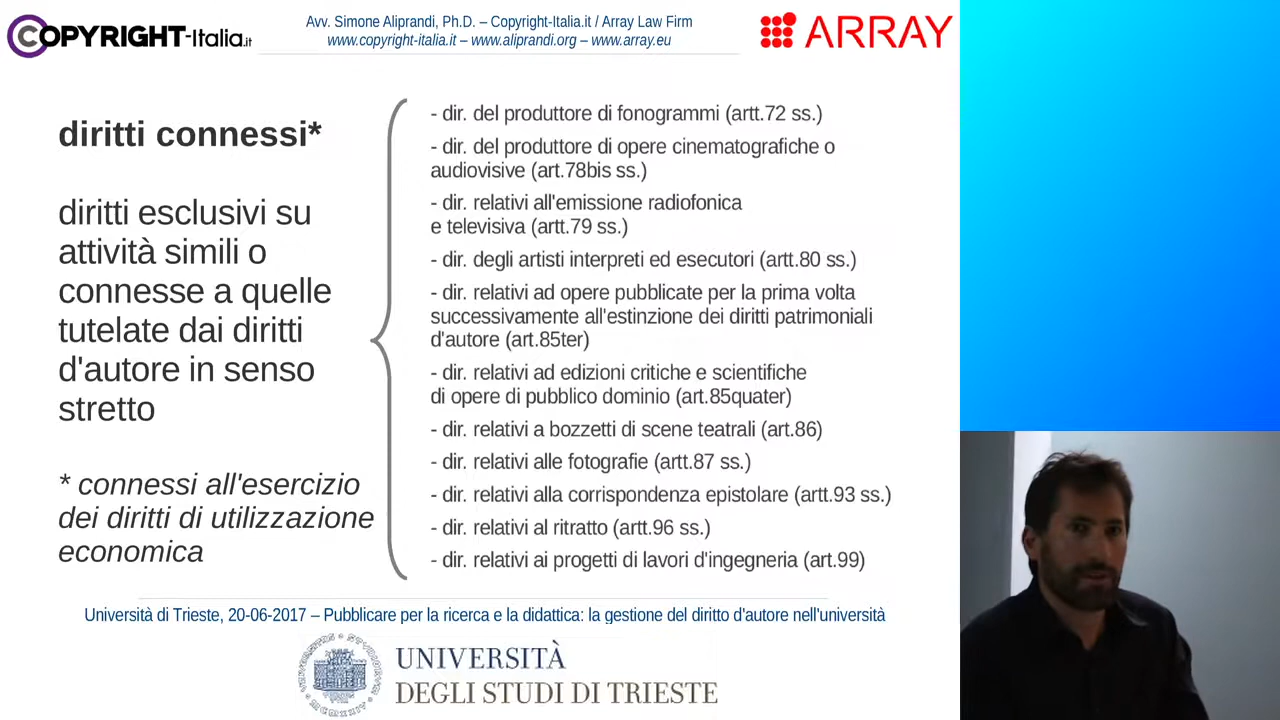 COPYRIGHT-Italia.it
Avv. Simone Aliprandi, Ph.D. – Copyright-Italia.it / Array Law Firm
www.copyright-italia.it – www.aliprandi.org – www.array.eu
ARRAY
diritti connessi*
diritti esclusivi su
attività simili o
connesse a quelle
tutelate dai diritti
d'autore in senso
stretto
* connessi all'esercizio
dei diritti di utilizzazione
economica
- dir. del produttore di fonogrammi (artt.72 ss.)
- dir. del produttore di opere cinematografiche o
audiovisive (art.78bis ss.)
- dir. relativi all'emissione radiofonica
e televisiva (artt.79 ss.)
- dir. degli artisti interpreti ed esecutori (artt.80 ss.)
- dir. relativi ad opere pubblicate per la prima volta
successivamente all'estinzione dei diritti patrimoniali
d'autore (art.85ter)
- dir. relativi ad edizioni critiche e scientifiche
di opere di pubblico dominio (art.85quater)
- dir. relativi a bozzetti di scene teatrali (art.86)
- dir. relativi alle fotografie (artt.87 ss.)
- dir. relativi alla corrispondenza epistolare (artt.93 ss.)
- dir. relativi al ritratto (artt.96 ss.)
- dir. relativi ai progetti di lavori d'ingegneria (art.99)
Università di Trieste, 20-06-2017 – Pubblicare per la ricerca e la didattica: la gestione del diritto d'autore nell'università
UNIVERSITÀ
DEGLI STUDI DI TRIESTE